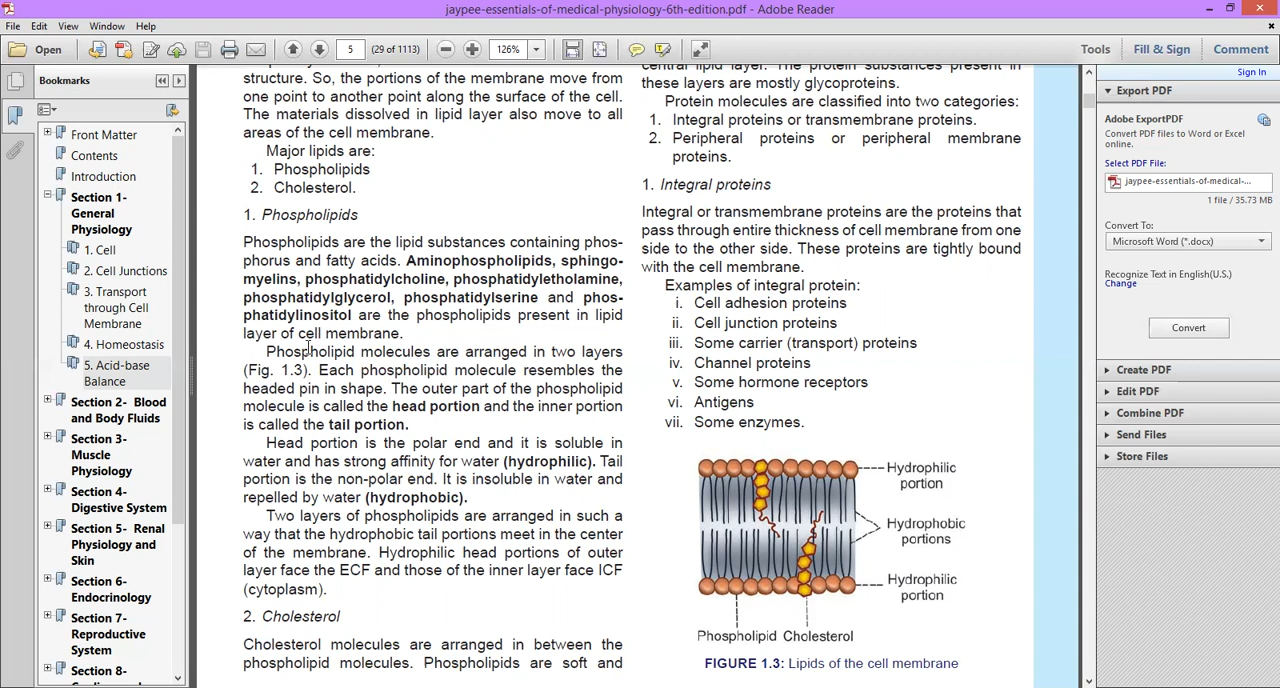 jaypee-essentials-of-medical-physiology-6th-edition.pdf - Adobe Reader
File Edit View Window Help
Open 5 (29 of 1113) 126% Tools Fill & Sign Comment
Bookmarks
Front Matter
Contents
Introduction
Section 1-
General
Physiology
1. Cell
2. Cell Junctions
3. Transport
through Cell
Membrane
4. Homeostasis
5. Acid-base
Balance
Section 2- Blood
and Body Fluids
Section 3-
Muscle
Physiology
Section 4-
Digestive System
Section 5- Renal
Physiology and
Skin
Section 6-
Endocrinology
Section 7-
Reproductive
System
Section 8-
structure. So, the portions of the membrane move from
one point to another point along the surface of the cell.
The materials dissolved in lipid layer also move to all
areas of the cell membrane.
Major lipids are:
1. Phospholipids
2. Cholesterol.
1. Phospholipids
Phospholipids are the lipid substances containing phos-
phorus and fatty acids. Aminophospholipids, sphingo-
myelins, phosphatidylcholine, phosphatidyletholamine,
phosphatidylglycerol, phosphatidylserine and phos-
phatidylinositol are the phospholipids present in lipid
layer of cell membrane.
Phospholipid molecules are arranged in two layers
(Fig. 1.3). Each phospholipid molecule resembles the
headed pin in shape. The outer part of the phospholipid
molecule is called the head portion and the inner portion
is called the tail portion.
Head portion is the polar end and it is soluble in
water and has strong affinity for water (hydrophilic). Tail
portion is the non-polar end. It is insoluble in water and
repelled by water (hydrophobic).
Two layers of phospholipids are arranged in such a
way that the hydrophobic tail portions meet in the center
of the membrane. Hydrophilic head portions of outer
layer face the ECF and those of the inner layer face ICF
(cytoplasm).
2. Cholesterol
Cholesterol molecules are arranged in between the
phospholipid molecules. Phospholipids are soft and
central lipid layer. The protein substances present in
these layers are mostly glycoproteins.
Protein molecules are classified into two categories:
1. Integral proteins or transmembrane proteins.
2. Peripheral proteins or peripheral membrane
proteins.
1. Integral proteins
Integral or transmembrane proteins are the proteins that
pass through entire thickness of cell membrane from one
side to the other side. These proteins are tightly bound
with the cell membrane.
Examples of integral protein:
i. Cell adhesion proteins
ii. Cell junction proteins
iii. Some carrier (transport) proteins
iv. Channel proteins
v. Some hormone receptors
vi. Antigens
vii. Some enzymes.
Hydrophilic
portion
Hydrophobic
portions
Hydrophilic
portion
Phospholipid Cholesterol
FIGURE 1.3: Lipids of the cell membrane
Sign In
Export PDF
Adobe ExportPDF
Convert PDF files to Word or Excel
online.
Select PDF File:
jaypee-essentials-of-medical-...
1 file / 35.73 MB
Convert To:
Microsoft Word (*.docx)
Recognize Text in English(U.S.)
Change
Convert
Create PDF
Edit PDF
Combine PDF
Send Files
Store Files